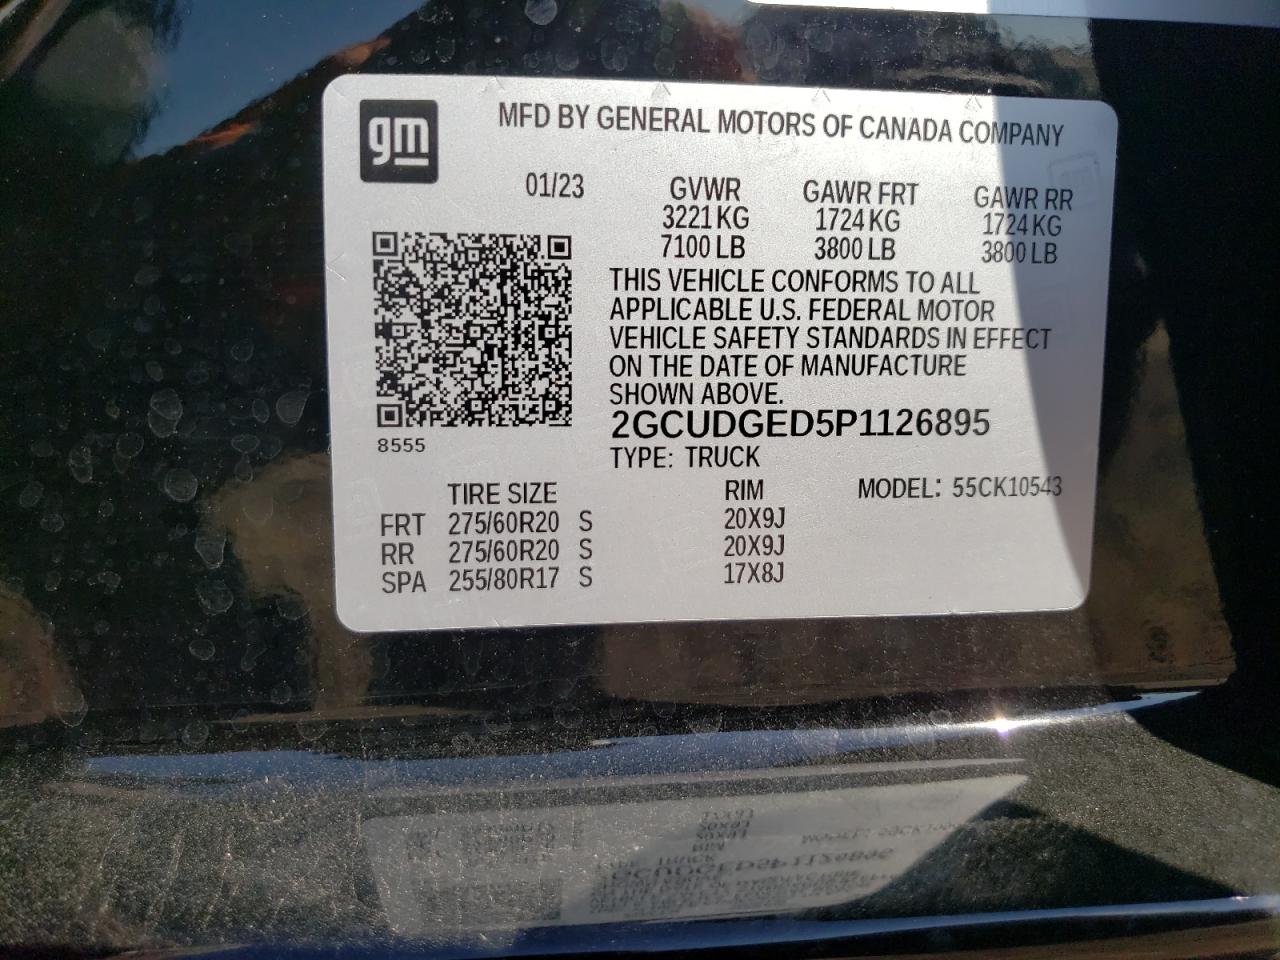 gm
MFD BY GENERAL MOTORS OF CANADA COMPANY
01/23 GVWR GAWR FRT GAWR RR
3221 KG 1724 KG 1724 KG
7100 LB 3800 LB 3800 LB
THIS VEHICLE CONFORMS TO ALL
APPLICABLE U.S. FEDERAL MOTOR
VEHICLE SAFETY STANDARDS IN EFFECT
ON THE DATE OF MANUFACTURE
SHOWN ABOVE.
2GCUDGED5P1126895
8555
TYPE: TRUCK
TIRE SIZE RIM MODEL: 55CK10543
FRT 275/60R20 S 20X9J
RR 275/60R20 S 20X9J
SPA 255/80R17 S 17X8J